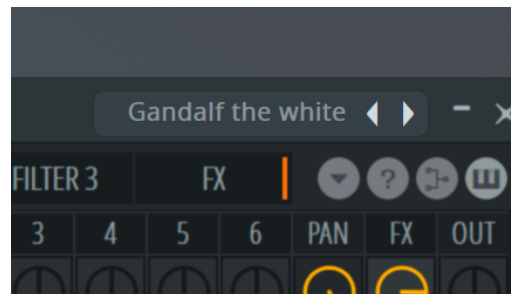 Gandalf the white
FILTER 3 FX
?
3 4 5 6 PAN FX OUT